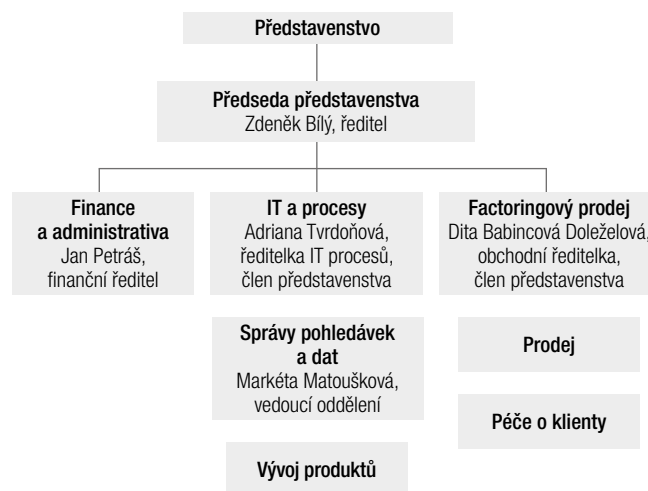 Představenstvo
Předseda představenstva
Zdeněk Bílý, ředitel
Finance
a administrativa
Jan Petráš,
finanční ředitel
IT a procesy
Adriana Tvrdoňová,
ředitelka IT procesů,
člen představenstva
Factoringový prodej
Dita Babincová Doleželová,
obchodní ředitelka,
člen představenstva
Správy pohledávek
a dat
Markéta Matoušková,
vedoucí oddělení
Prodej
Péče o klienty
Vývoj produktů